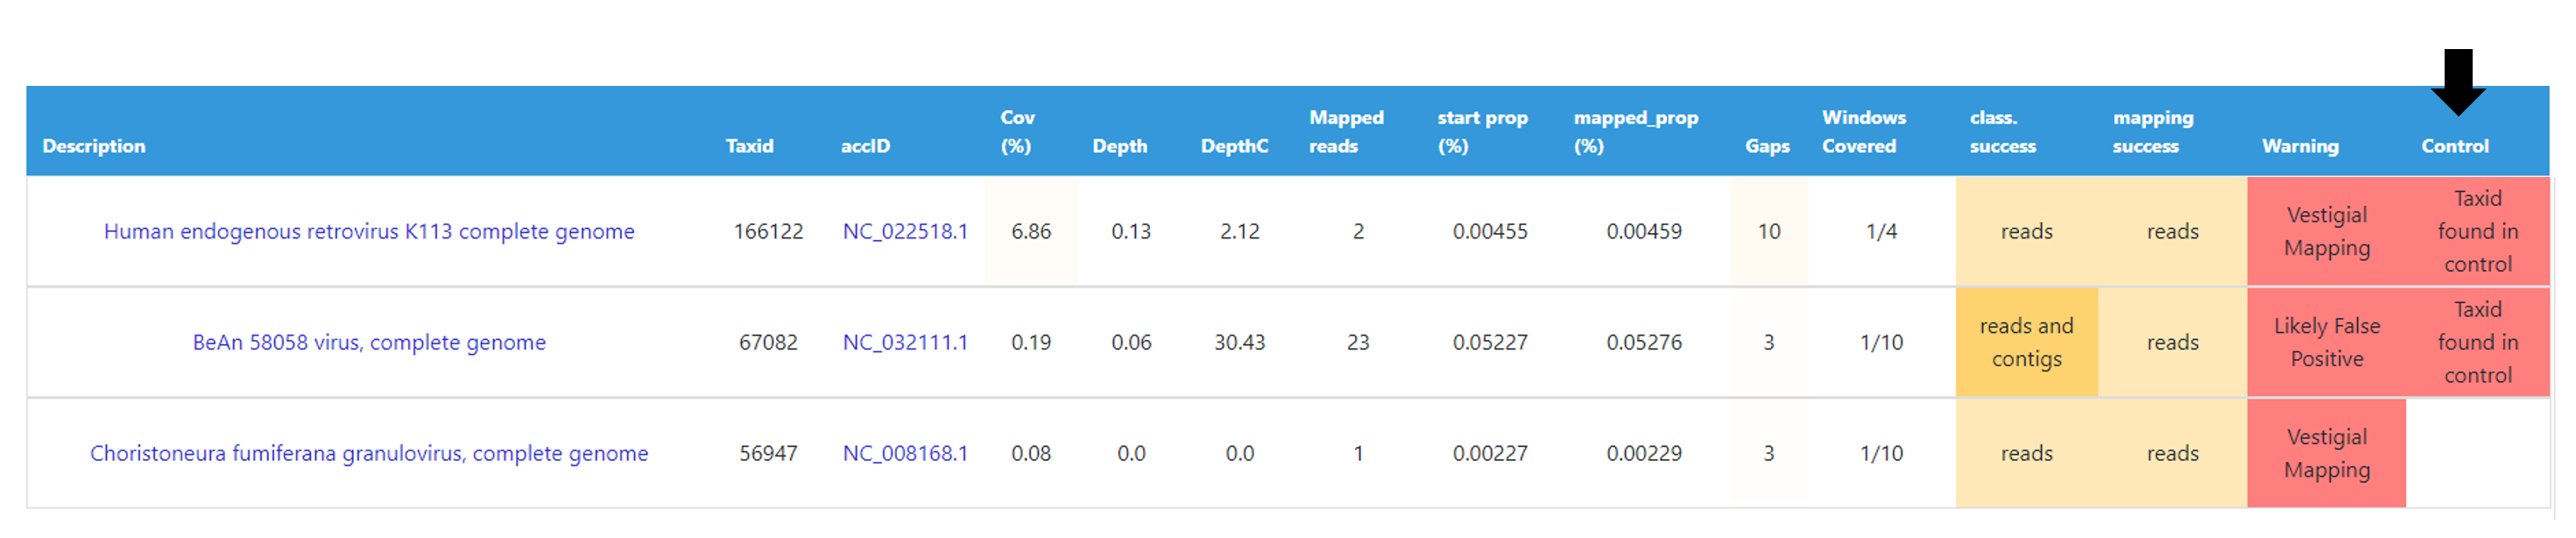 Description Taxid accID Cov (%) Depth DepthC Mapped reads start prop (%) mapped_prop (%) Gaps Windows Covered class. success mapping success Warning Control
Human endogenous retrovirus K113 complete genome 166122 NC_022518.1 6.86 0.13 2.12 2 0.00455 0.00459 10 1/4 reads reads Vestigial Mapping Taxid found in control
BeAn 58058 virus, complete genome 67082 NC_032111.1 0.19 0.06 30.43 23 0.05227 0.05276 3 1/10 reads and contigs reads Likely False Positive Taxid found in control
Choristoneura fumiferana granulovirus, complete genome 56947 NC_008168.1 0.08 0.0 0.0 1 0.00227 0.00229 3 1/10 reads reads Vestigial Mapping